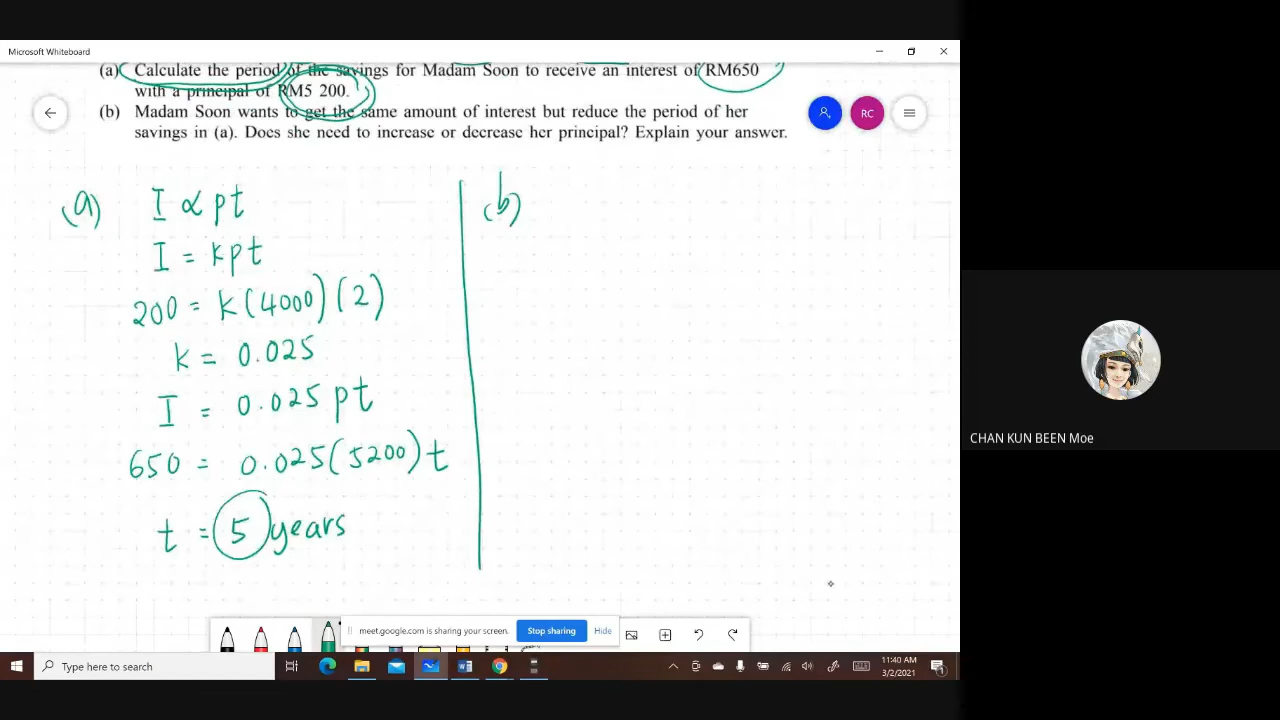 Microsoft Whiteboard
(a) Calculate the period of the savings for Madam Soon to receive an interest of RM650
with a principal of RM5 200.
(b) Madam Soon wants to get the same amount of interest but reduce the period of her
savings in (a). Does she need to increase or decrease her principal? Explain your answer.
RC
(a) I ∝ pt
I = kpt
200 = k(4000)(2)
k = 0.025
I = 0.025 pt
650 = 0.025(5200)t
t = 5 years
(b)
CHAN KUN BEEN Moe
meet.google.com is sharing your screen.
Stop sharing
Hide
Type here to search
11:40 AM
3/2/2021
1